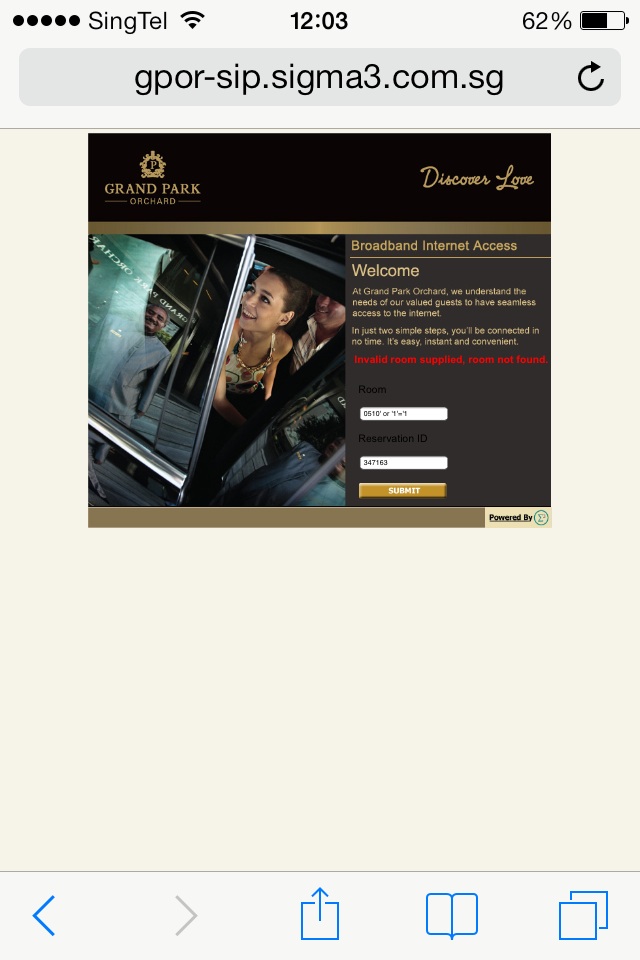 SingTel 12:03 62%
gpor-sip.sigma3.com.sg
P
GRAND PARK
ORCHARD
Discover Love
Broadband Internet Access
Welcome
At Grand Park Orchard, we understand the
needs of our valued guests to have seamless
access to the internet.
In just two simple steps, you'll be connected in
no time. It's easy, instant and convenient.
Invalid room supplied, room not found.
Room
0510' or '1'='1
Reservation ID
347163
SUBMIT
Powered By